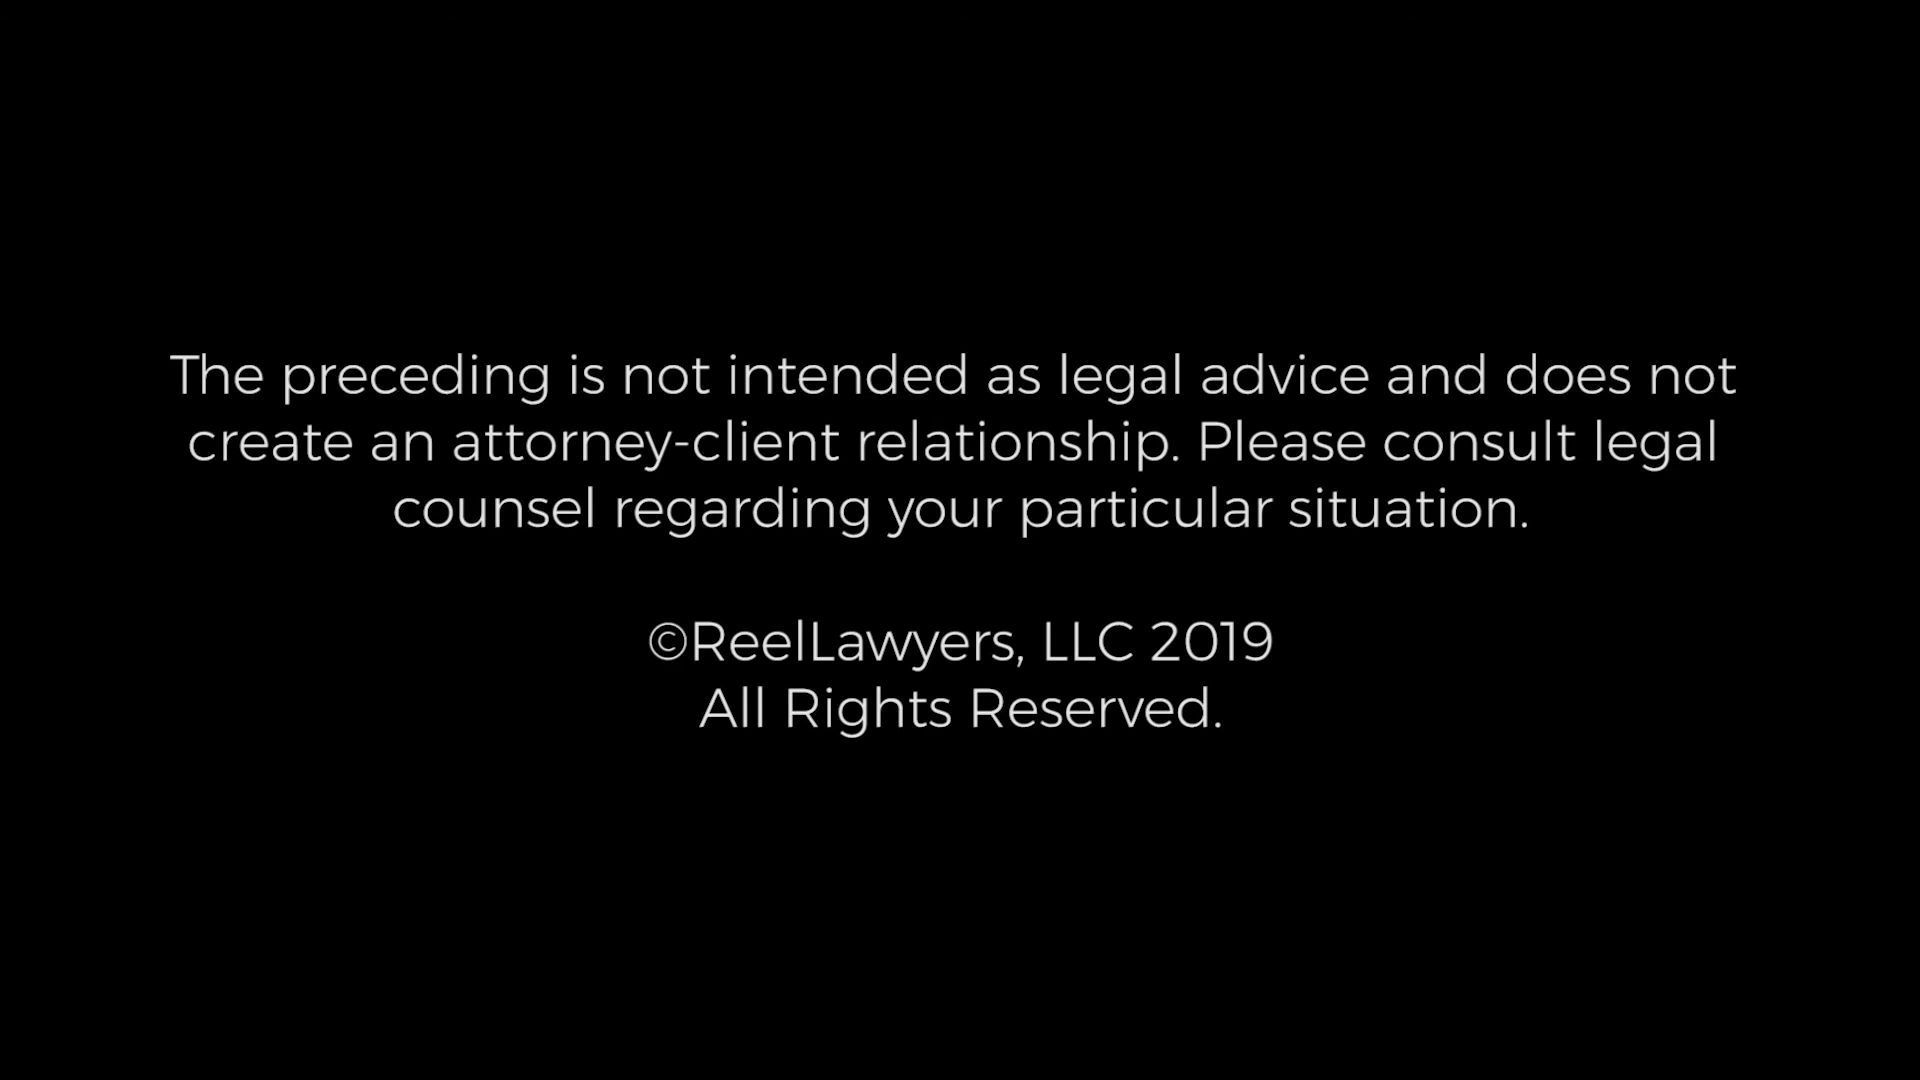 The preceding is not intended as legal advice and does not
create an attorney-client relationship. Please consult legal
counsel regarding your particular situation.
©ReelLawyers, LLC 2019
All Rights Reserved.